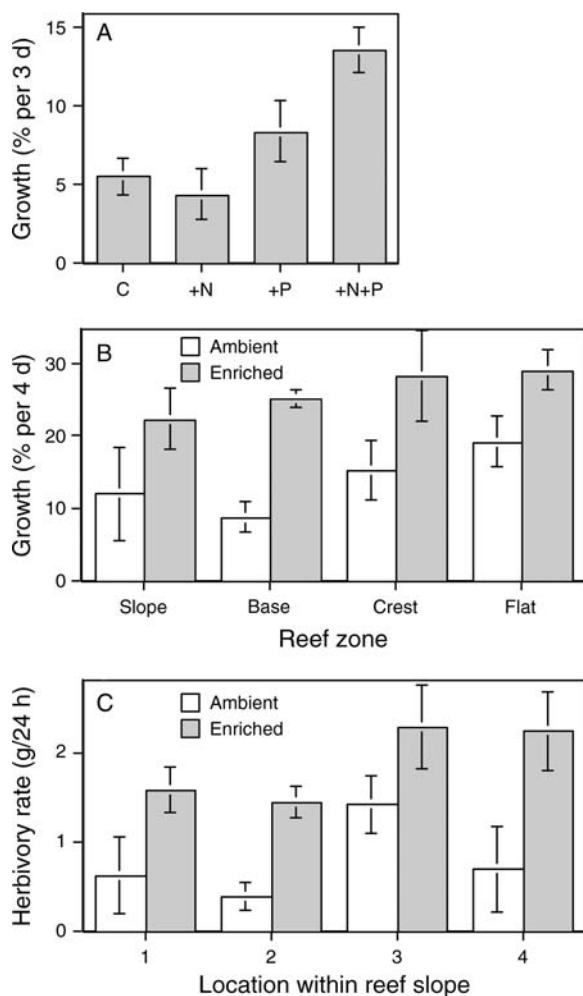 A
Growth (% per 3 d)
15
10
5
0
C +N +P +N+P
B
Ambient
Enriched
Growth (% per 4 d)
30
20
10
0
Slope Base Crest Flat
Reef zone
C
Ambient
Enriched
Herbivory rate (g/24 h)
2
1
0
1 2 3 4
Location within reef slope